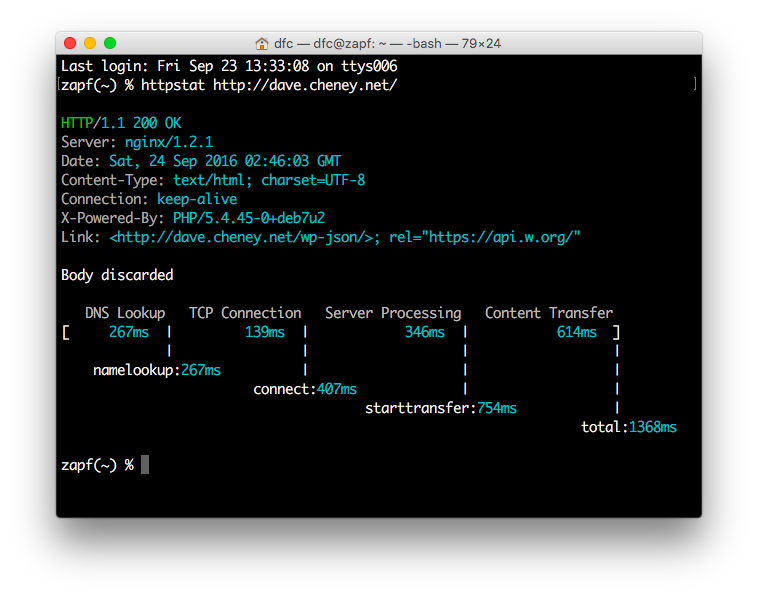 dfc — dfc@zapf: ~ — -bash — 79×24
Last login: Fri Sep 23 13:33:08 on ttys006
[zapf(~) % httpstat http://dave.cheney.net/ ]
HTTP/1.1 200 OK
Server: nginx/1.2.1
Date: Sat, 24 Sep 2016 02:46:03 GMT
Content-Type: text/html; charset=UTF-8
Connection: keep-alive
X-Powered-By: PHP/5.4.45-0+deb7u2
Link: <http://dave.cheney.net/wp-json/>; rel="https://api.w.org/"
Body discarded
DNS Lookup   TCP Connection   Server Processing   Content Transfer
[     267ms  |         139ms  |            346ms  |          614ms  ]
             |                |                   |                  |
    namelookup:267ms          |                   |                  |
                        connect:407ms             |                  |
                                      starttransfer:754ms            |
                                                                 total:1368ms
zapf(~) %